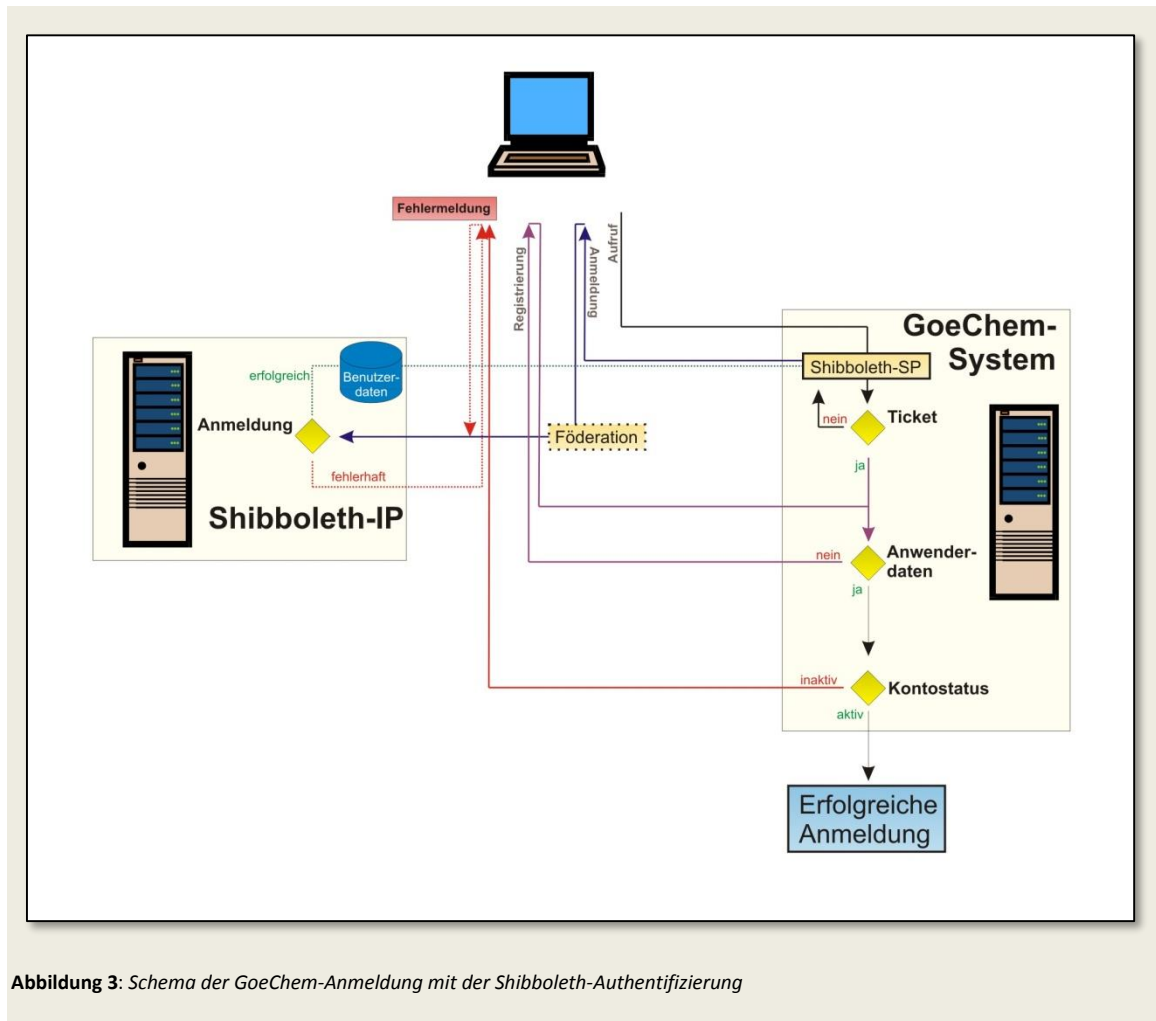 Fehlermeldung
Registrierung
Anmeldung
Aufruf
GoeChem-
System
Shibboleth-SP
erfolgreich
Benutzer-
daten
nein
Ticket
Anmeldung
Föderation
ja
fehlerhaft
Shibboleth-IP
nein
Anwender-
daten
ja
inaktiv
Kontostatus
aktiv
Erfolgreiche
Anmeldung
Abbildung 3: Schema der GoeChem-Anmeldung mit der Shibboleth-Authentifizierung